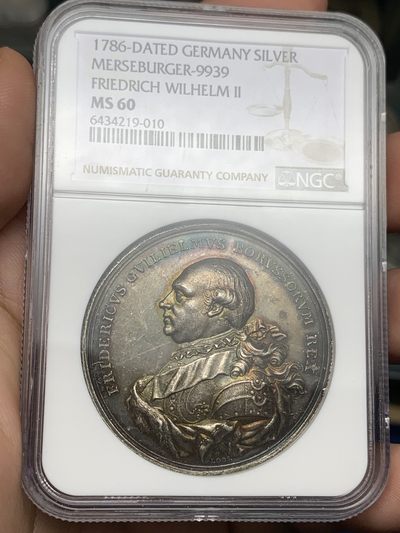 1786-DATED GERMANY SILVER
MERSEBURGER-9939
FRIEDRICH WILHELM II
MS 60
6434219-010
NUMISMATIC GUARANTY COMPANY
NGC
FRIDERICVS GVILIELMVS BORVSSORVM REX
LOOS